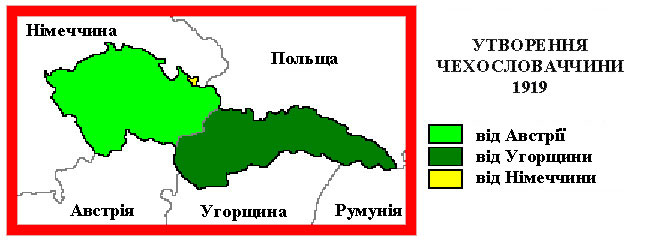 Німеччина
Польща
Австрія
Угорщина
Румунія
УТВОРЕННЯ
ЧЕХОСЛОВАЧЧИНИ
1919
від Австрії
від Угорщини
від Німеччини